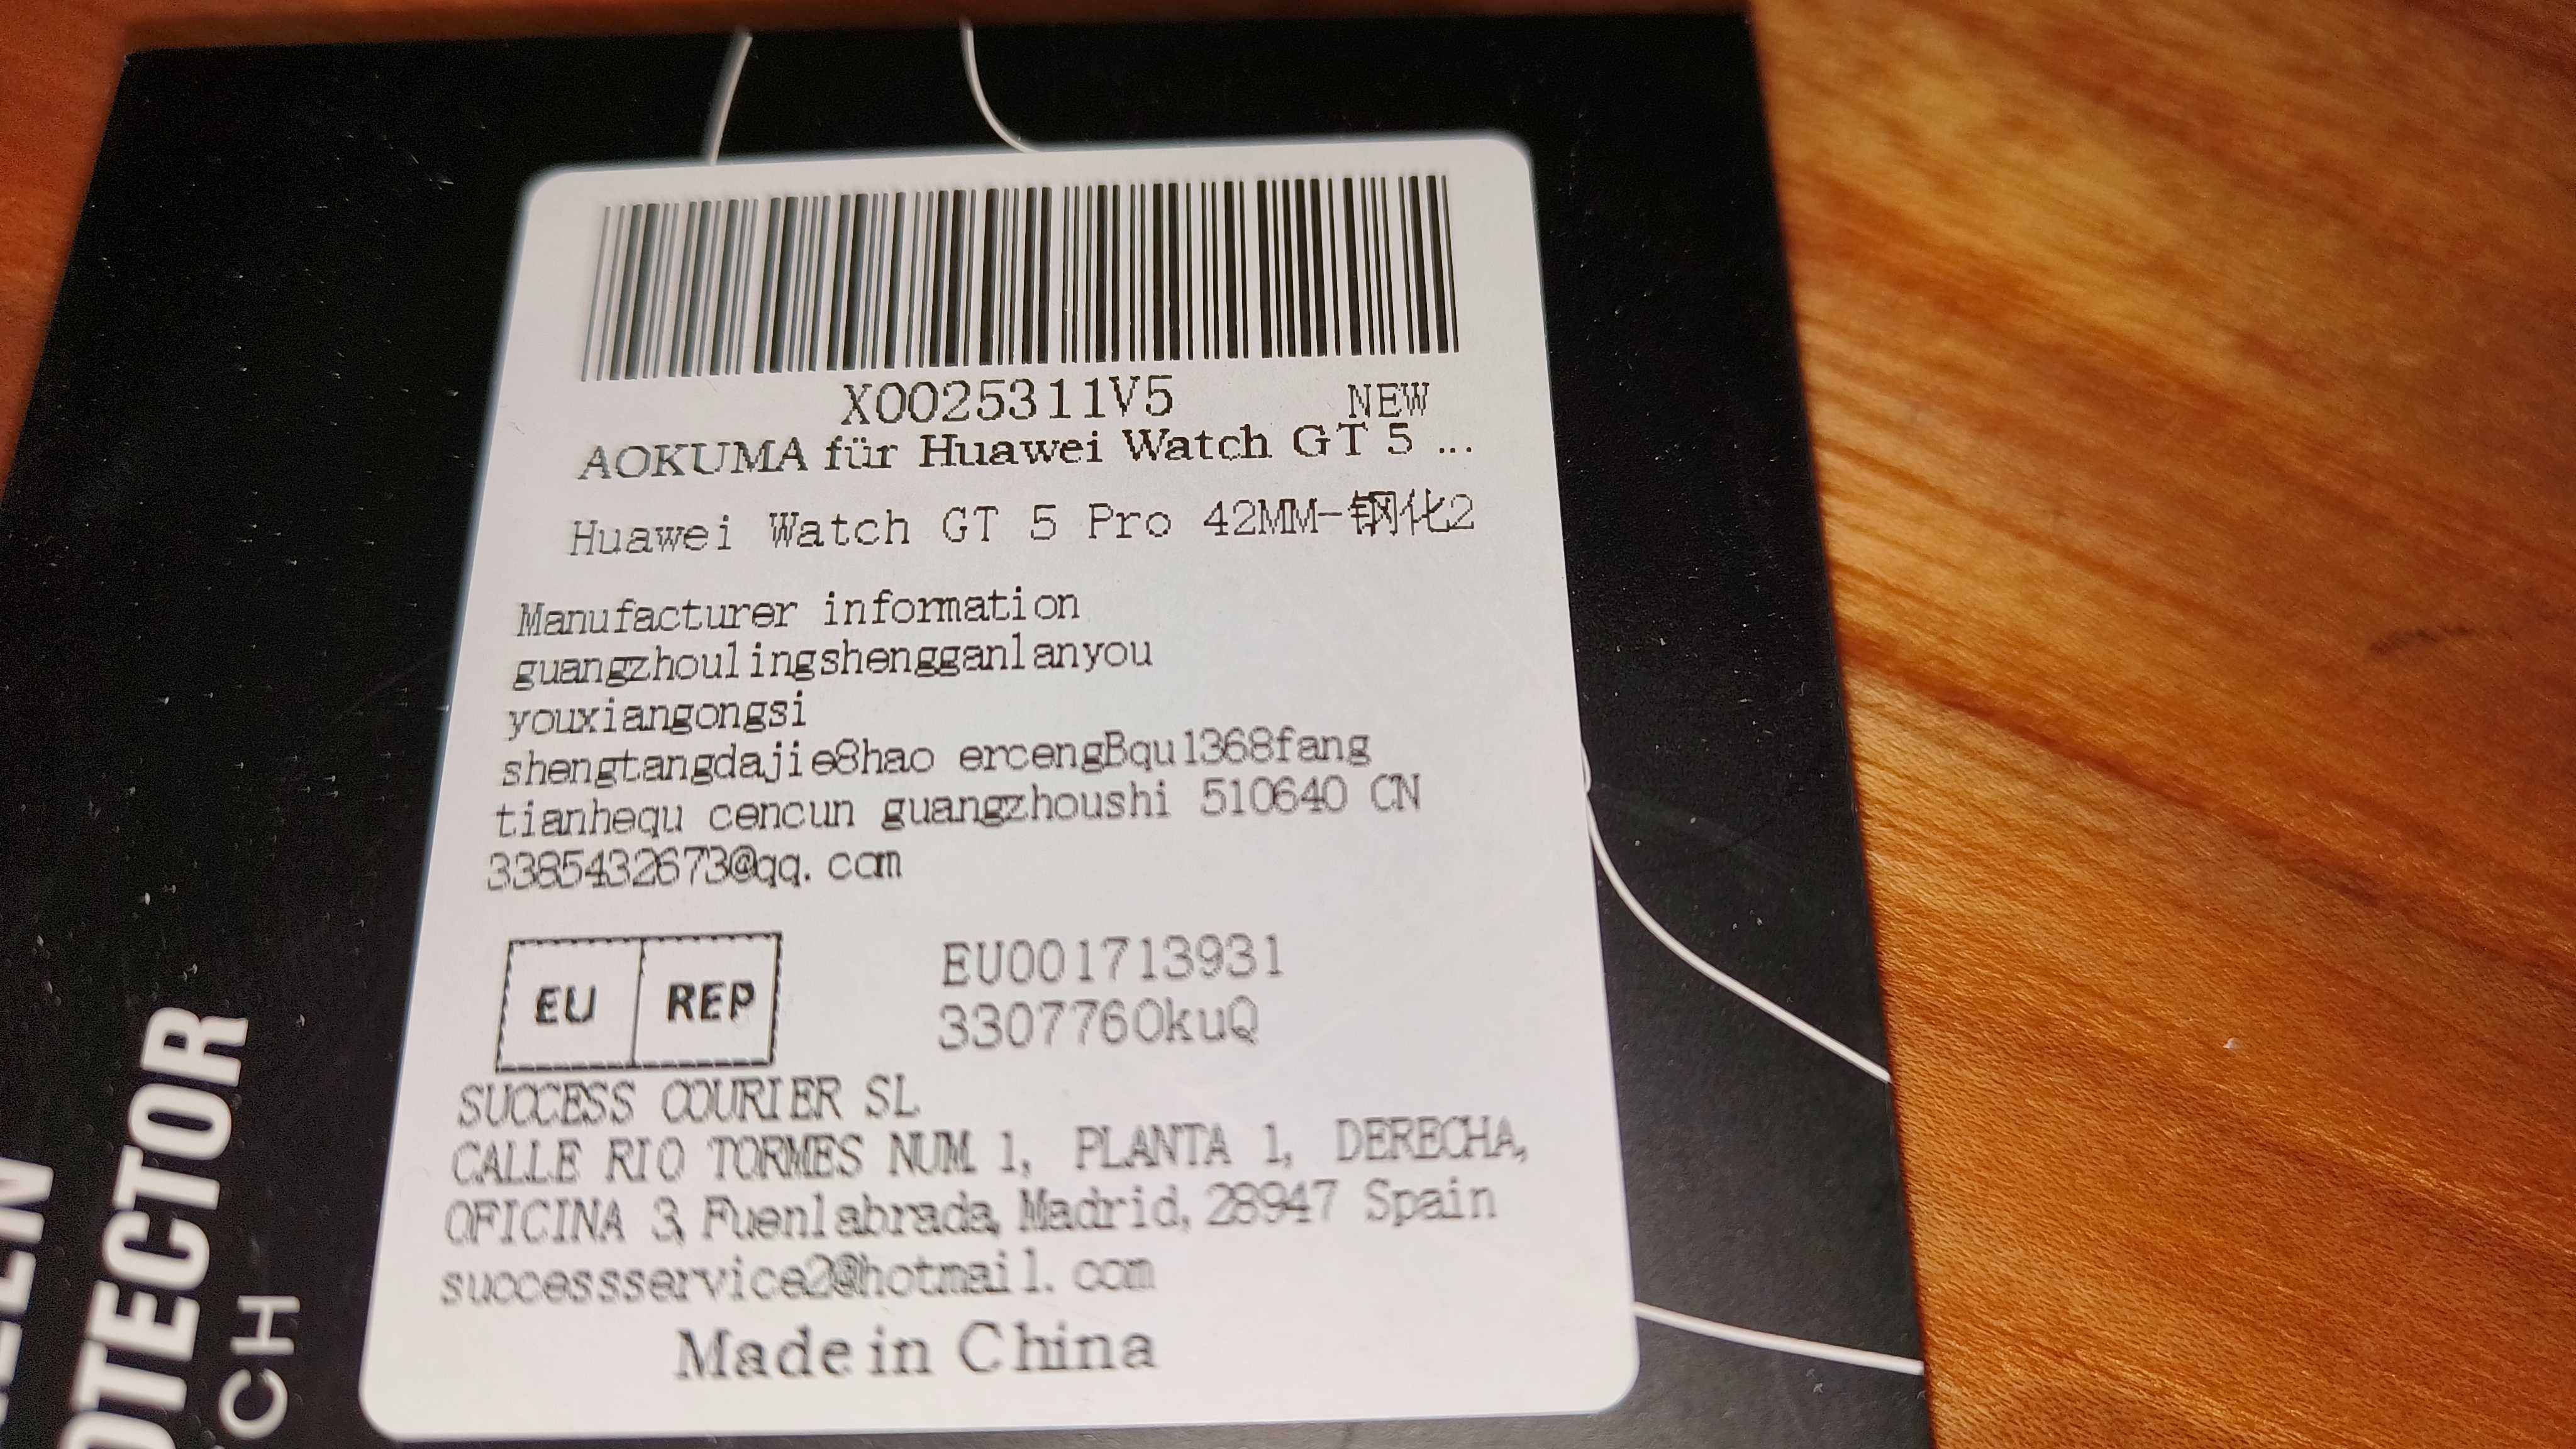 X0025311V5 NEW
AOKUMA für Huawei Watch GT 5 ...
Huawei Watch GT 5 Pro 42MM-钢化2
Manufacturer information
guangzhoulingshengganlanyou
youxiangongsi
shengtangdajie8hao ercengBqu1368fang
tianhequ cencun guangzhoushi 510640 CN
3385432673@qq.com
EU REP
EU001713931
3307760kuQ
SUCCESS COURIER SL
CALLE RIO TORMES NUM. 1, PLANTA 1, DERECHA,
OFICINA 3, Fuenlabrada, Madrid, 28947 Spain
successservice2@hotmail.com
Made in China
OTECTOR
CH